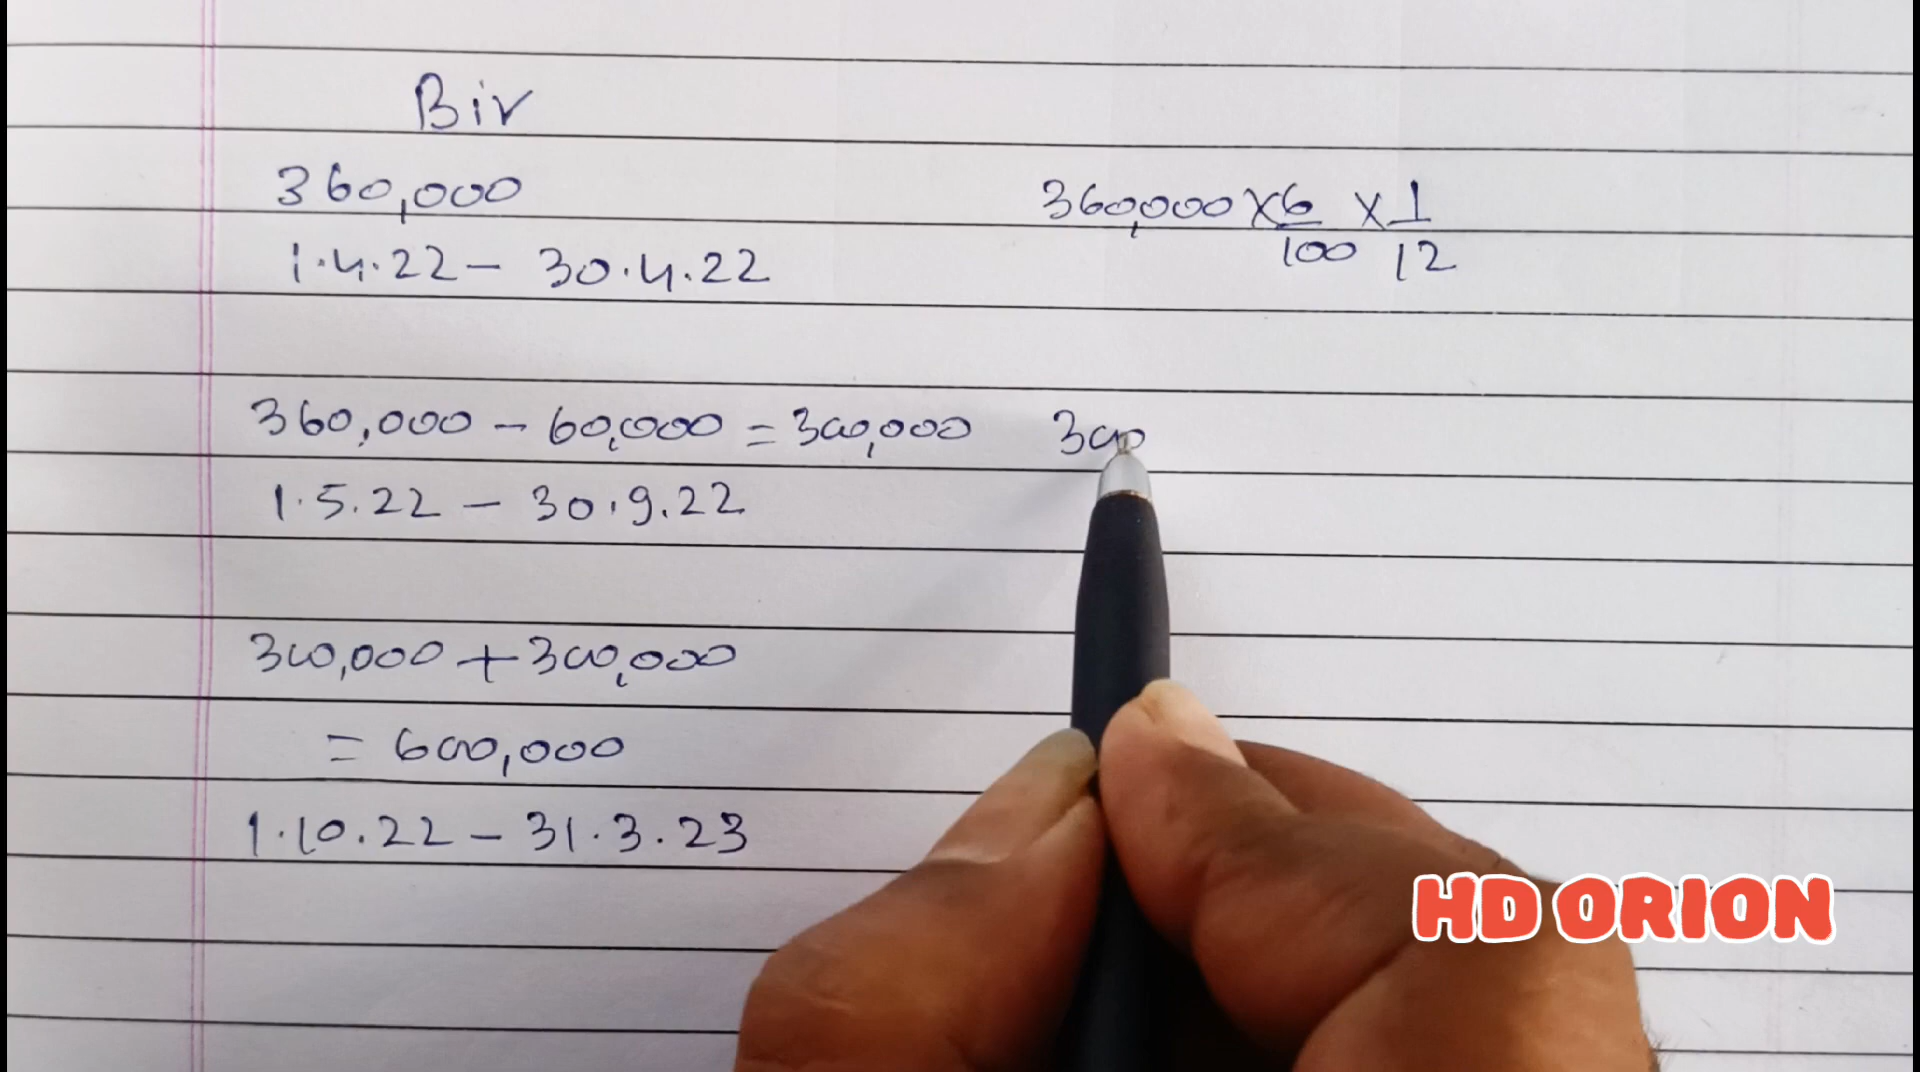 Bir
360,000
360,000 × 6/100 × 1/12
1.4.22 – 30.4.22
360,000 – 60,000 = 300,000
300
1.5.22 – 30.9.22
300,000 + 300,000
= 600,000
1.10.22 – 31.3.23
HD ORION